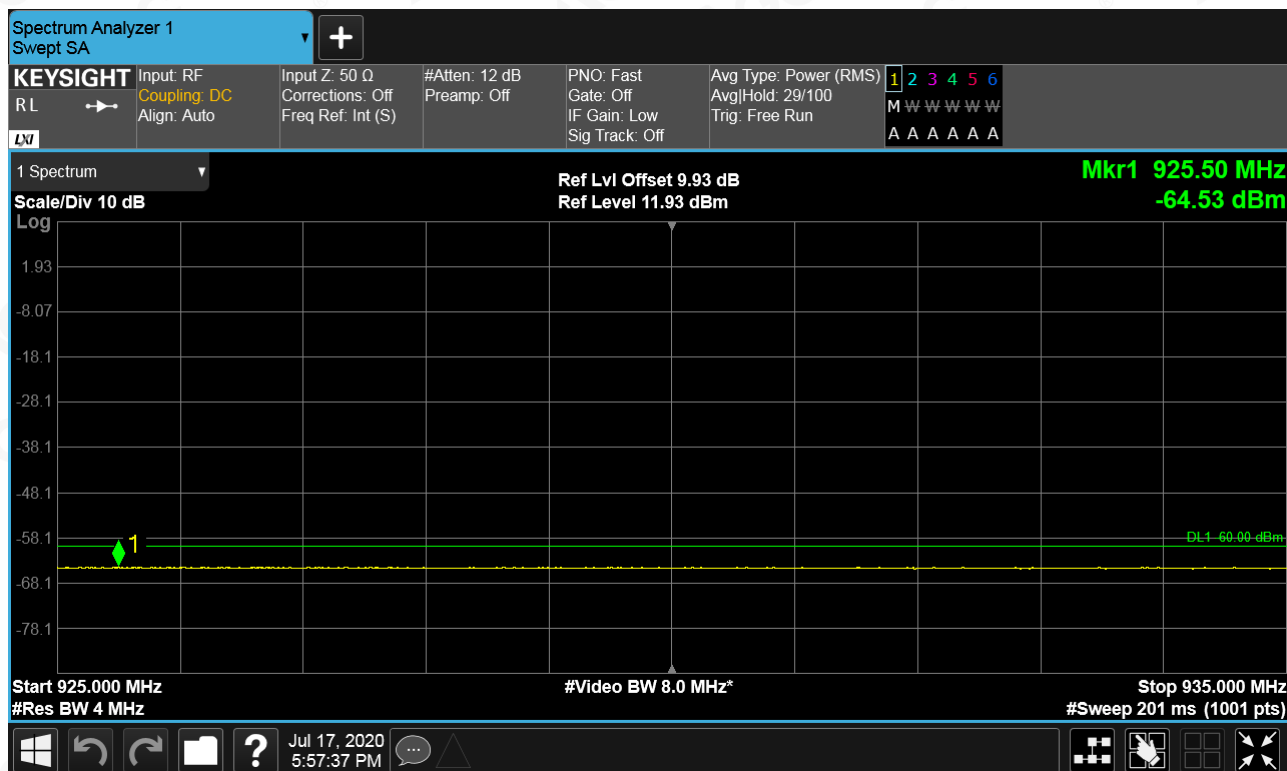 Spectrum Analyzer 1
Swept SA
+
KEYSIGHT
R L
LXI
Input: RF
Coupling: DC
Align: Auto
Input Z: 50 Ω
Corrections: Off
Freq Ref: Int (S)
#Atten: 12 dB
Preamp: Off
PNO: Fast
Gate: Off
IF Gain: Low
Sig Track: Off
Avg Type: Power (RMS)
Avg|Hold: 29/100
Trig: Free Run
1 2 3 4 5 6
M W W W W W
A A A A A A
1 Spectrum
Scale/Div 10 dB
Log
Ref Lvl Offset 9.93 dB
Ref Level 11.93 dBm
Mkr1 925.50 MHz
-64.53 dBm
1.93
-8.07
-18.1
-28.1
-38.1
-48.1
-58.1
1
DL1 -60.00 dBm
-68.1
-78.1
Start 925.000 MHz
#Res BW 4 MHz
#Video BW 8.0 MHz*
Stop 935.000 MHz
#Sweep 201 ms (1001 pts)
?
Jul 17, 2020
5:57:37 PM